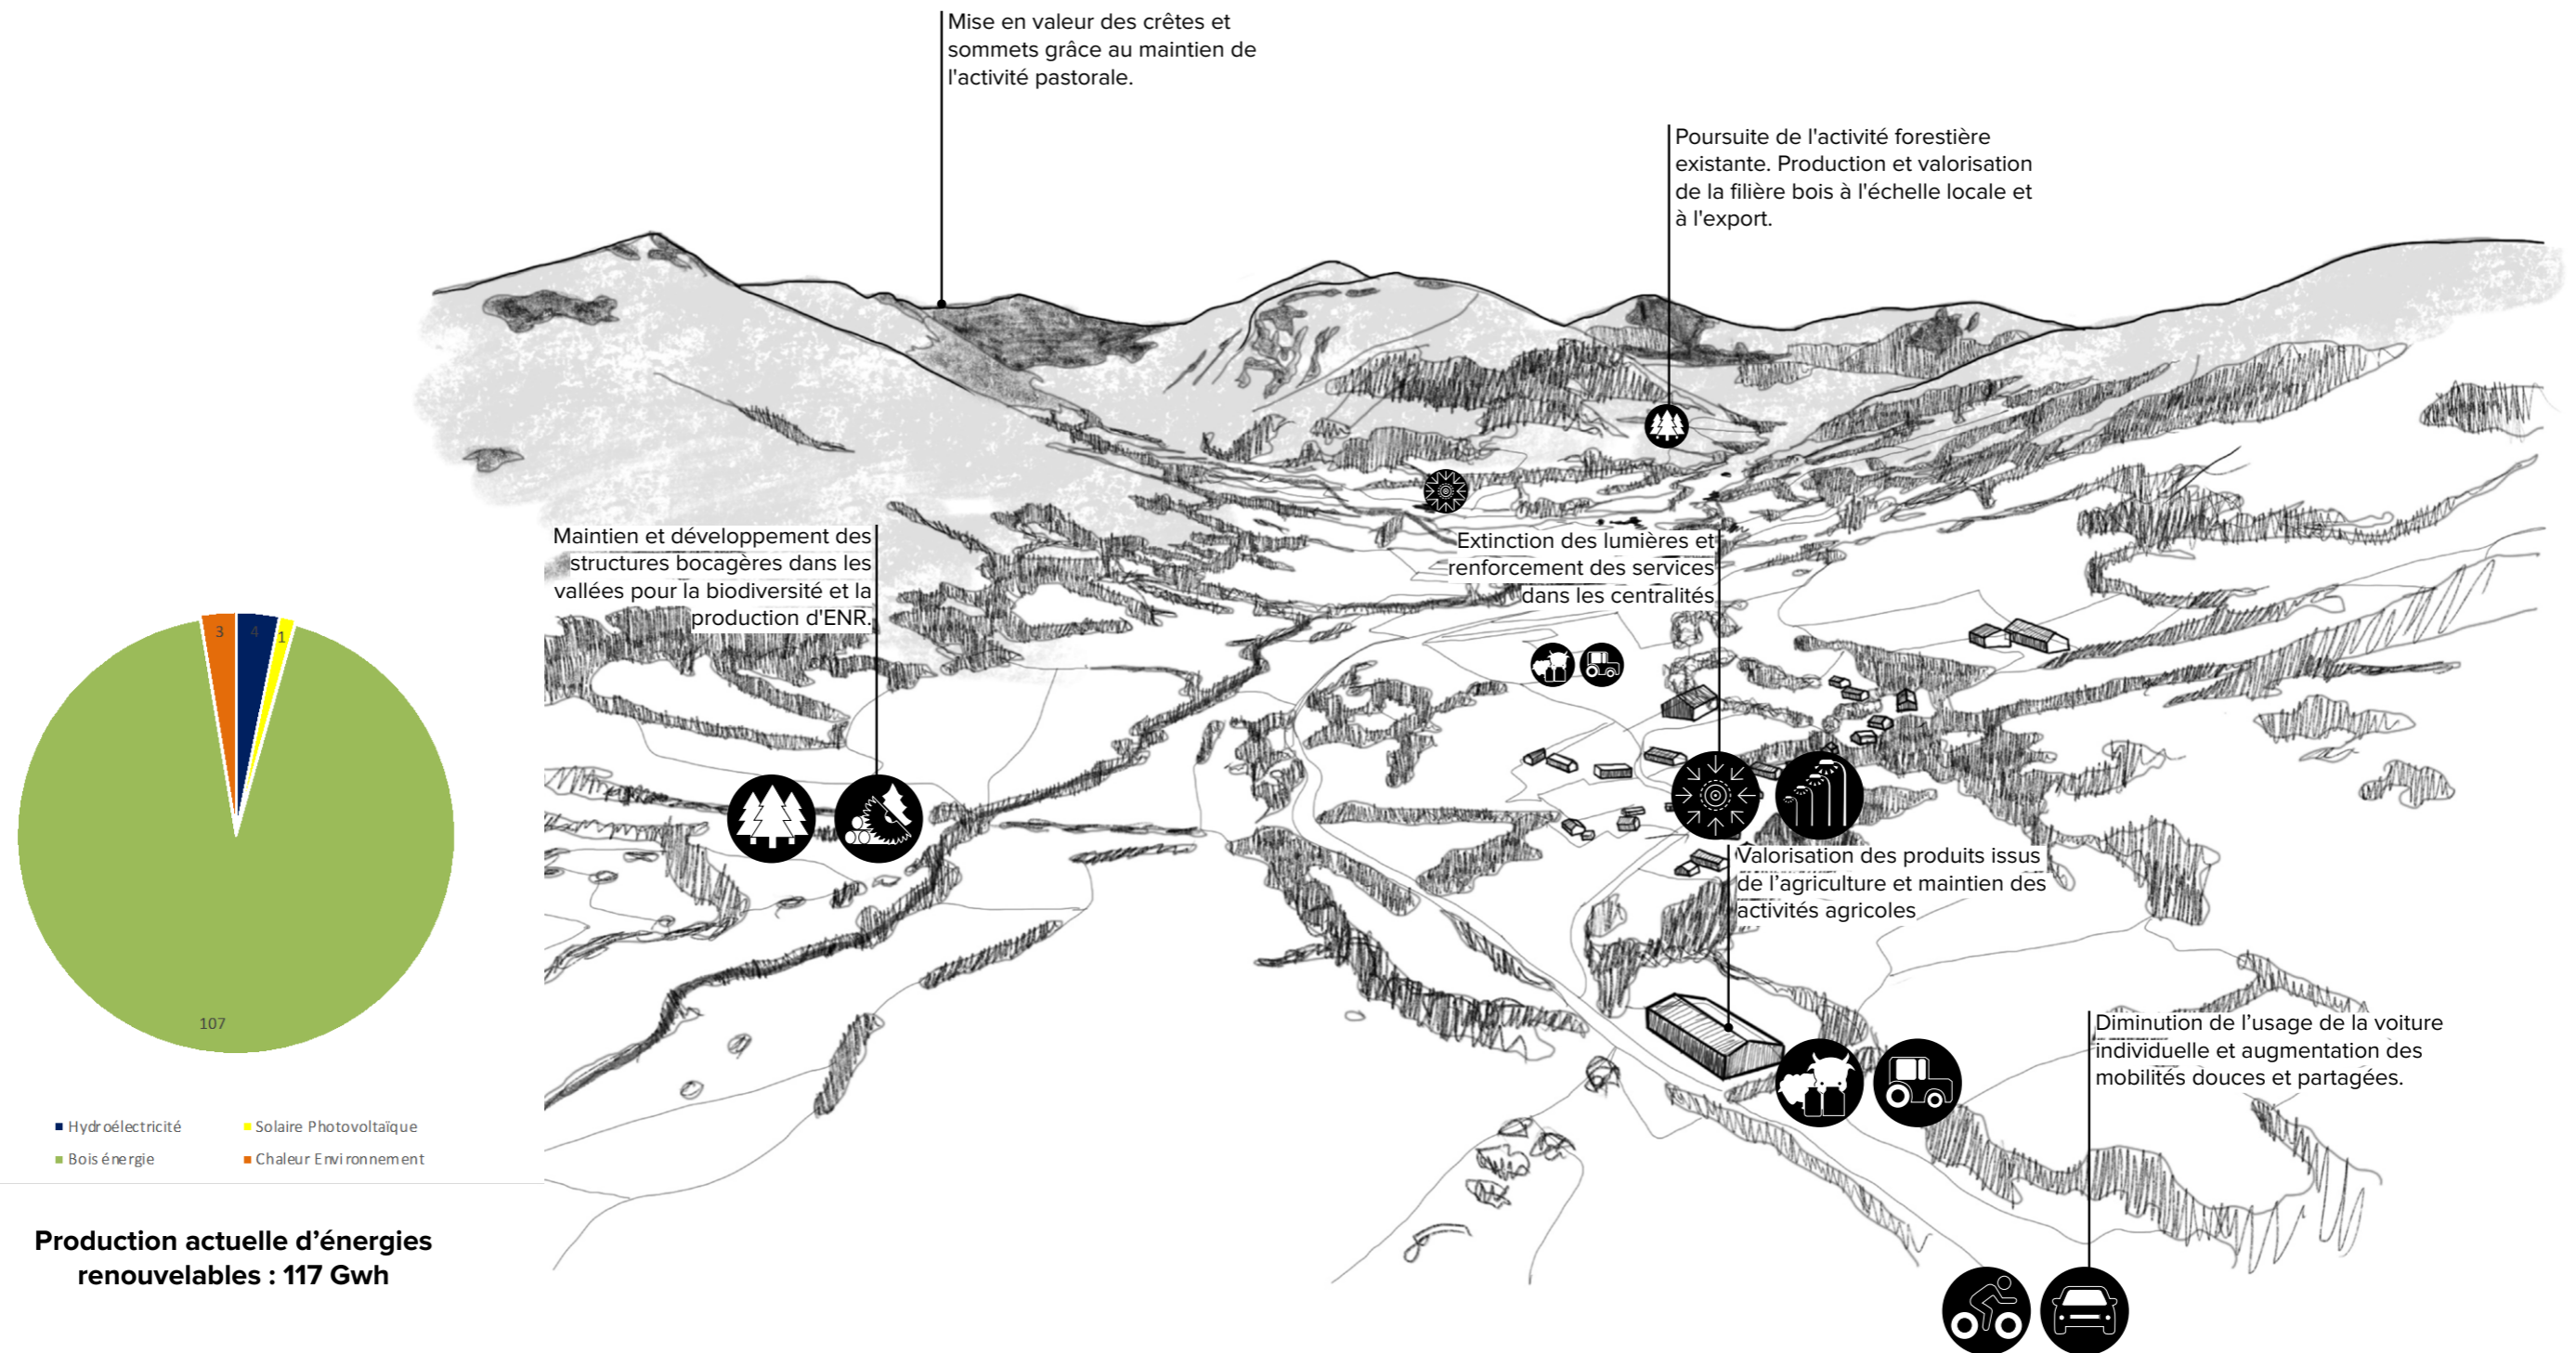 Mise en valeur des crêtes et
sommets grâce au maintien de
l'activité pastorale.
Poursuite de l'activité forestière
existante. Production et valorisation
de la filière bois à l'échelle locale et
à l'export.
Maintien et développement des
structures bocagères dans les
vallées pour la biodiversité et la
production d'ENR.
Extinction des lumières et
renforcement des services
dans les centralités
3
4
1
107
Hydroélectricité
Solaire Photovoltaïque
Bois énergie
Chaleur Environnement
Production actuelle d’énergies
renouvelables : 117 Gwh
Valorisation des produits issus
de l’agriculture et maintien des
activités agricoles
Diminution de l’usage de la voiture
individuelle et augmentation des
mobilités douces et partagées.